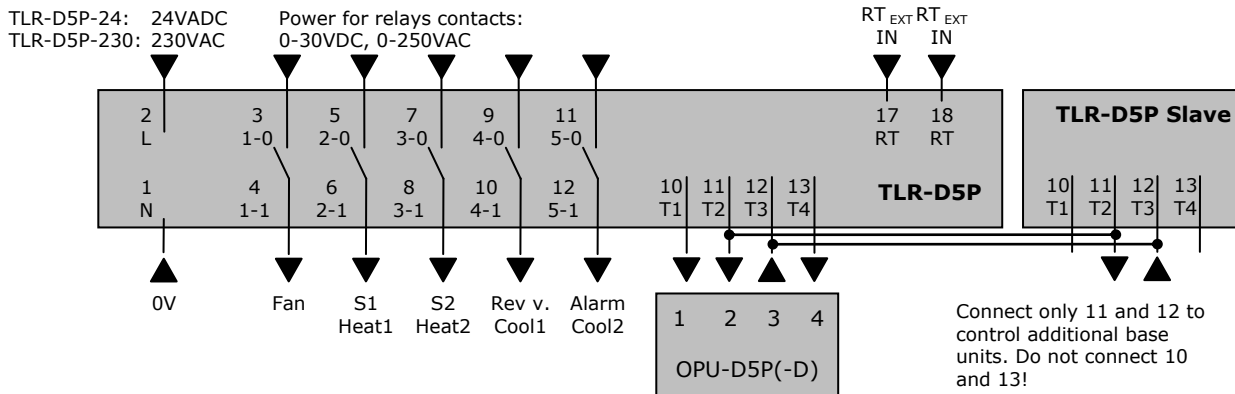 TLR-D5P-24: 24VADC
TLR-D5P-230: 230VAC
Power for relays contacts:
0-30VDC, 0-250VAC
RT EXT RT EXT
IN IN
2 3 5 7 9 11 17 18
L 1-0 2-0 3-0 4-0 5-0 RT RT
TLR-D5P Slave
1 4 6 8 10 12
N 1-1 2-1 3-1 4-1 5-1
10 11 12 13
T1 T2 T3 T4
TLR-D5P
10 11 12 13
T1 T2 T3 T4
0V Fan S1 S2 Rev v. Alarm
Heat1 Heat2 Cool1 Cool2
1 2 3 4
OPU-D5P(-D)
Connect only 11 and 12 to
control additional base
units. Do not connect 10
and 13!